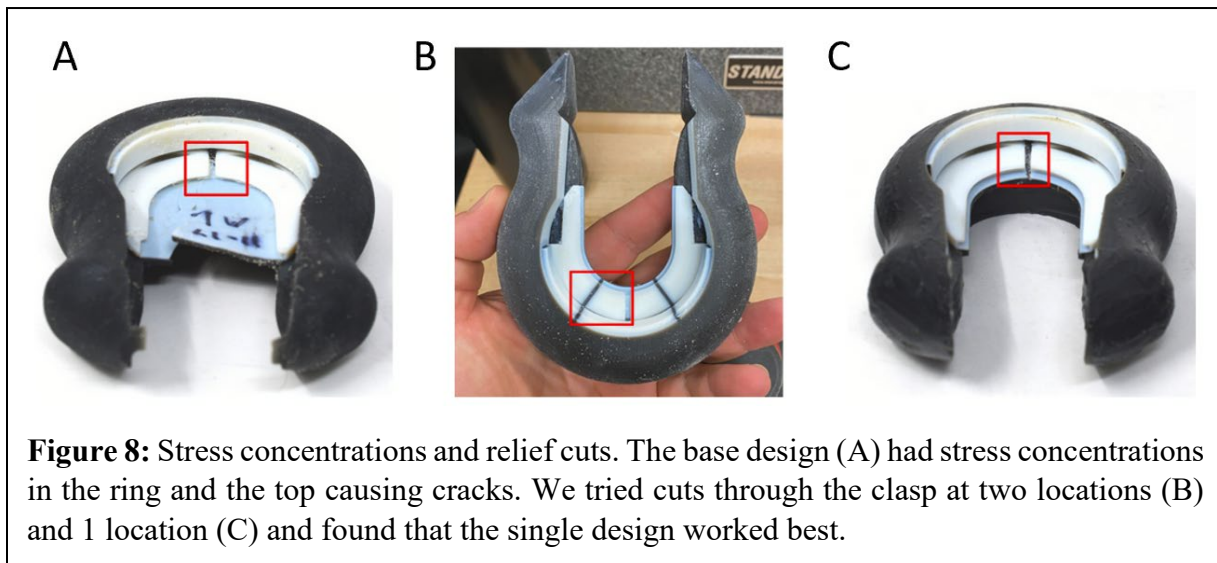 A
B
C
STAND
Figure 8: Stress concentrations and relief cuts. The base design (A) had stress concentrations
in the ring and the top causing cracks. We tried cuts through the clasp at two locations (B)
and 1 location (C) and found that the single design worked best.